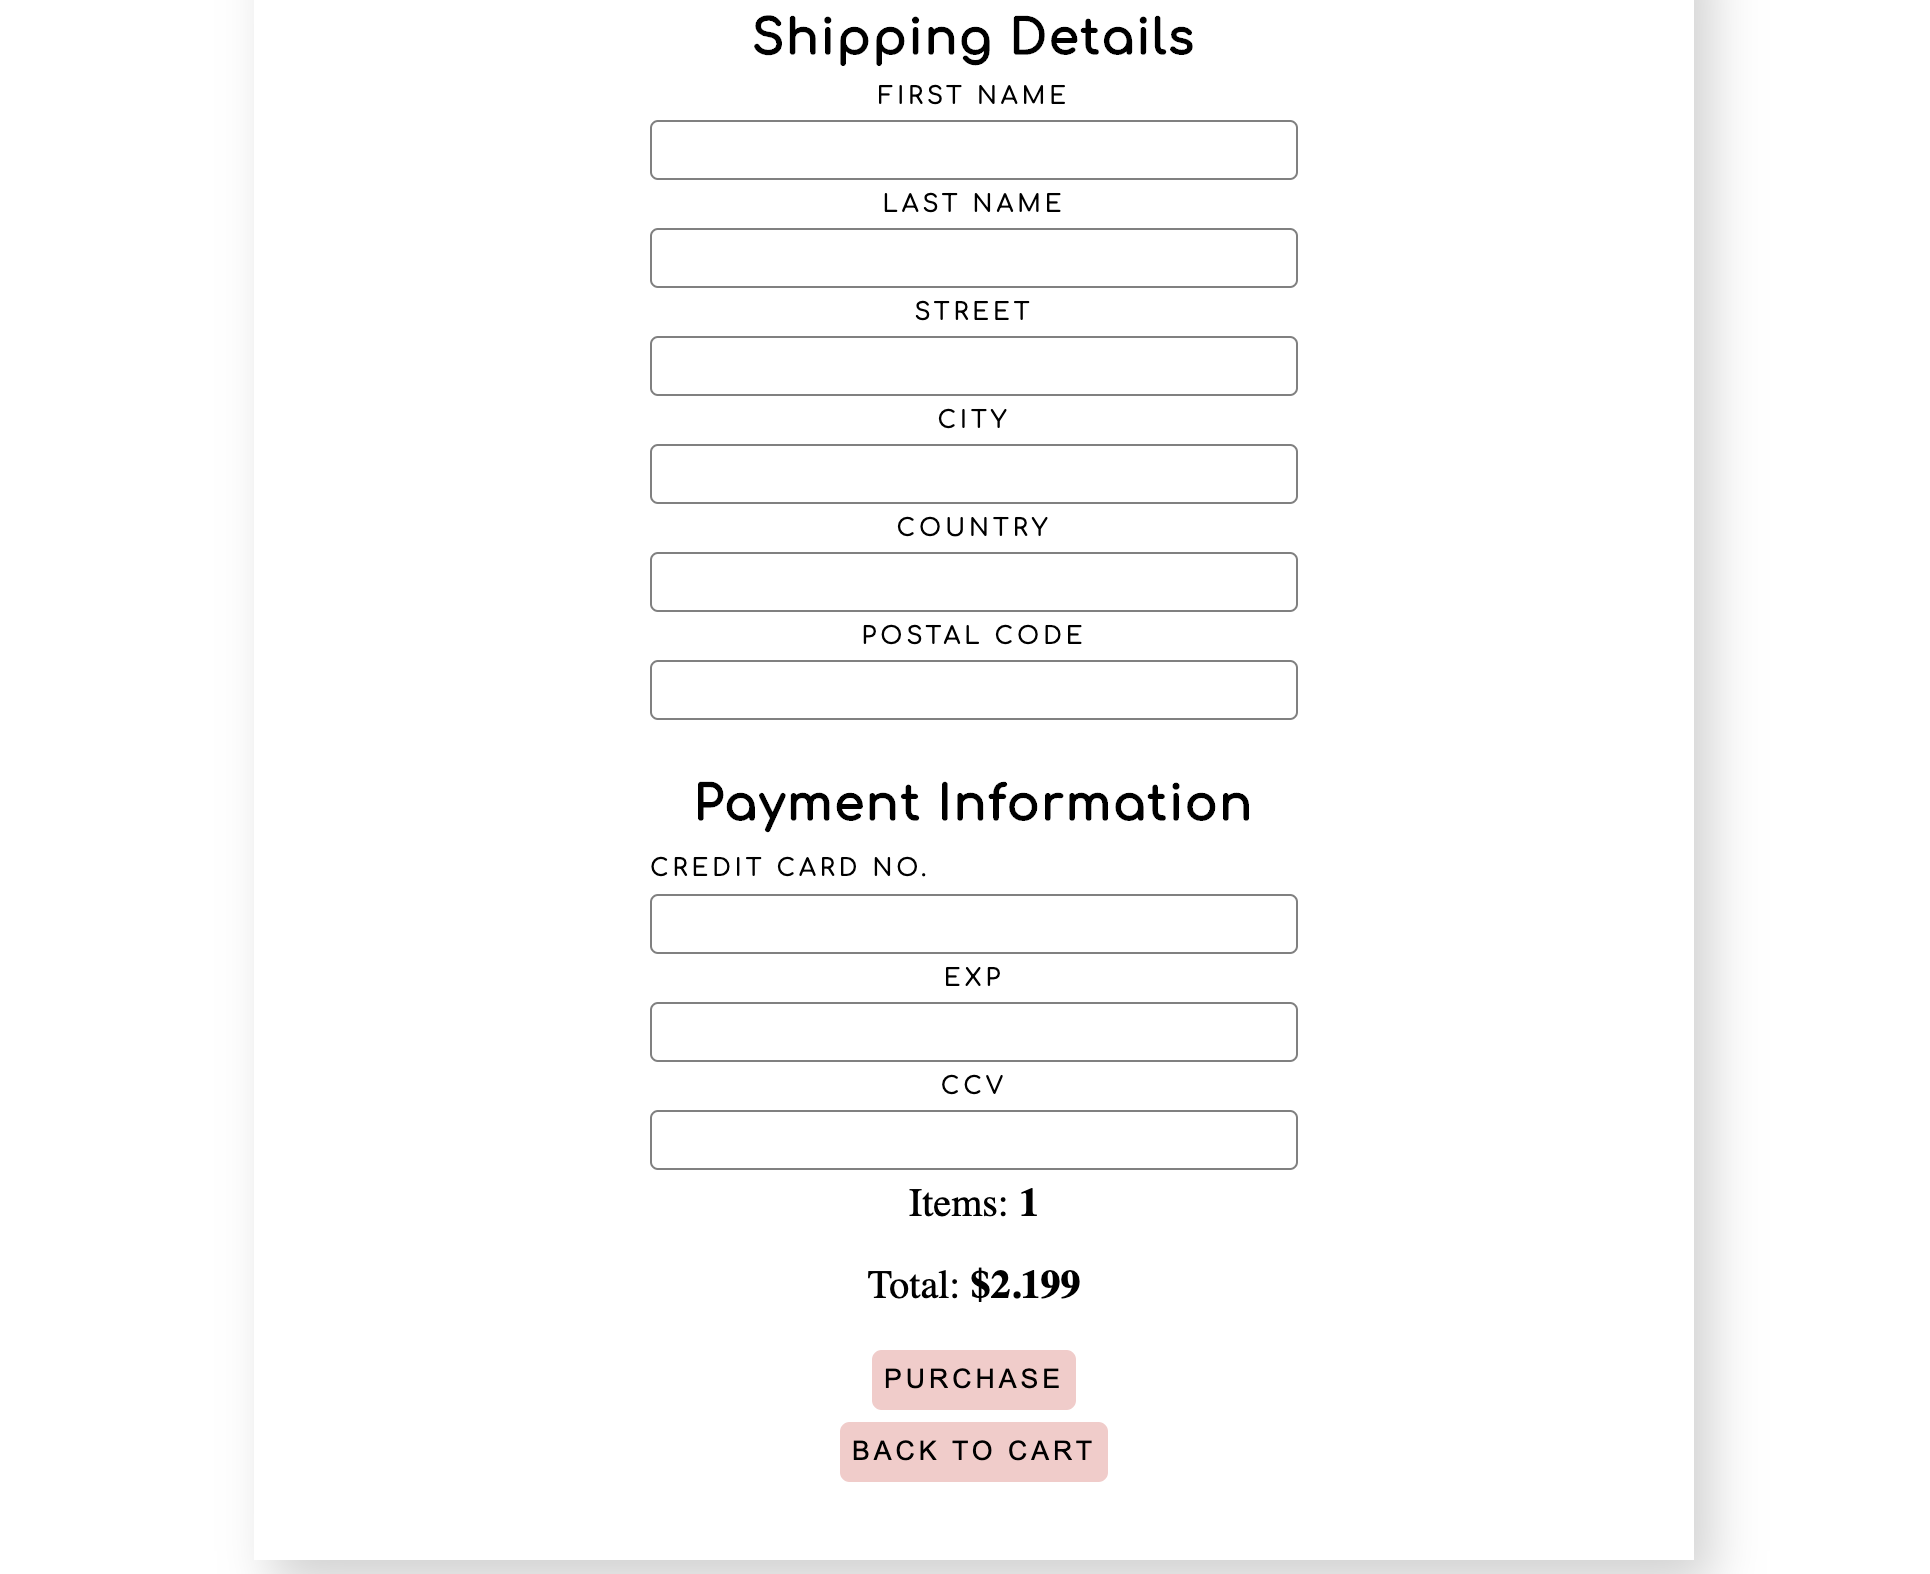 Shipping Details
FIRST NAME
LAST NAME
STREET
CITY
COUNTRY
POSTAL CODE
Payment Information
CREDIT CARD NO.
EXP
CCV
Items: 1
Total: $2.199
PURCHASE
BACK TO CART